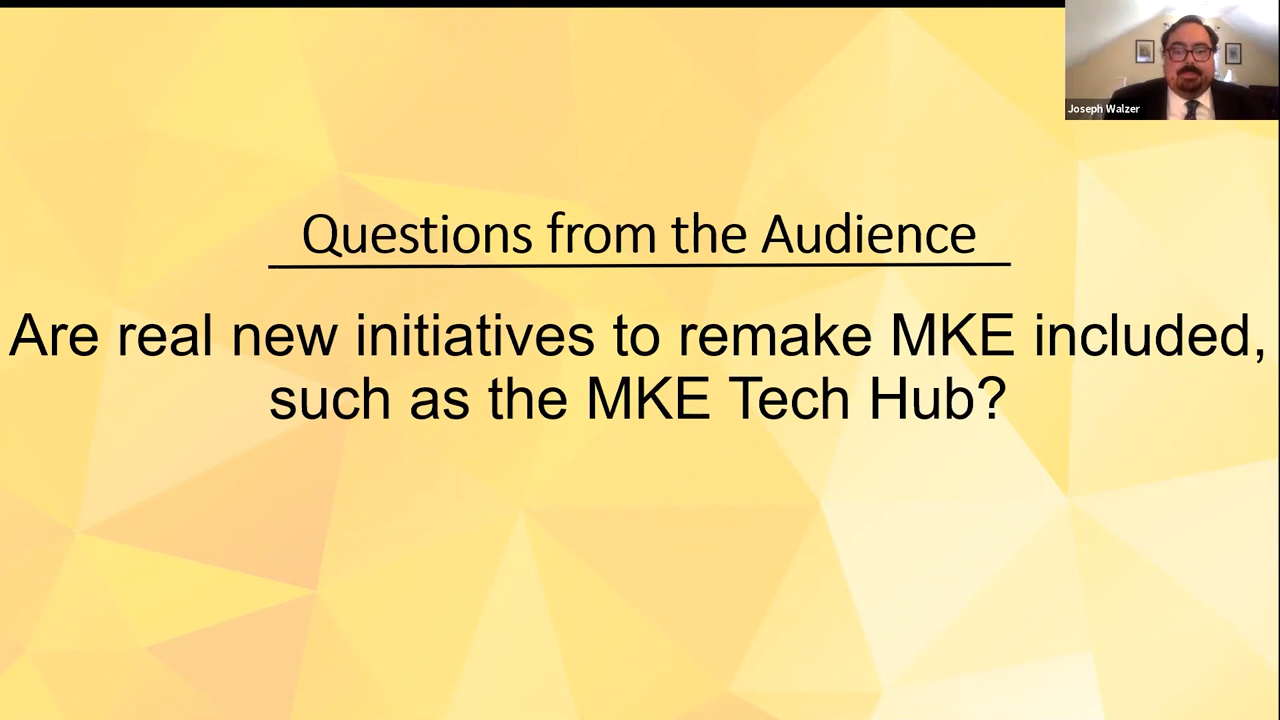 Joseph Walzer
Questions from the Audience
Are real new initiatives to remake MKE included,
such as the MKE Tech Hub?